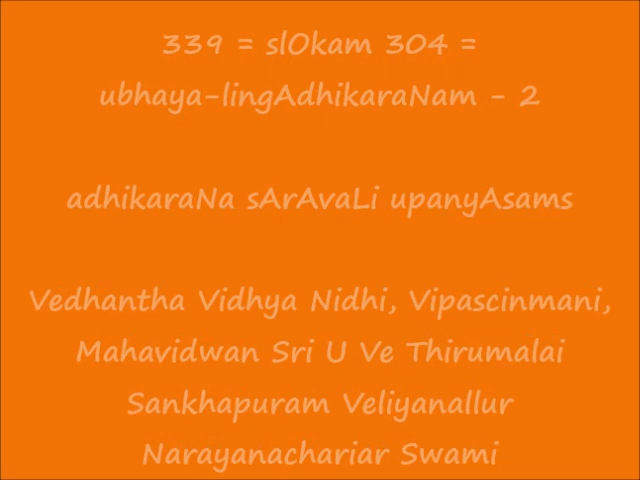 339 = slOkam 304 =
ubhaya-lingAdhikaraNam - 2
adhikaraNa sArAvaLi upanyAsams
Vedhantha Vidhya Nidhi, Vipascinmani,
Mahavidwan Sri U Ve Thirumalai
Sankhapuram Veliyanallur
Narayanachariar Swami